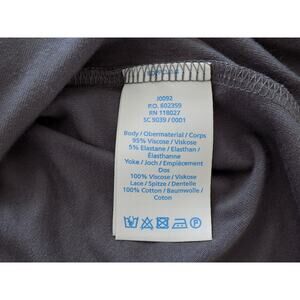 J0092
P.O. 602359
RN 118027
SC 9039 / 0001
Body / Obermaterial / Corps
95% Viscose / Viskose
5% Elastane / Elasthan /
Élasthanne
Yoke / Joch / Empiècement
Dos
100% Viscose / Viskose
Lace / Spitze / Dentelle
100% Cotton / Baumwolle /
Coton